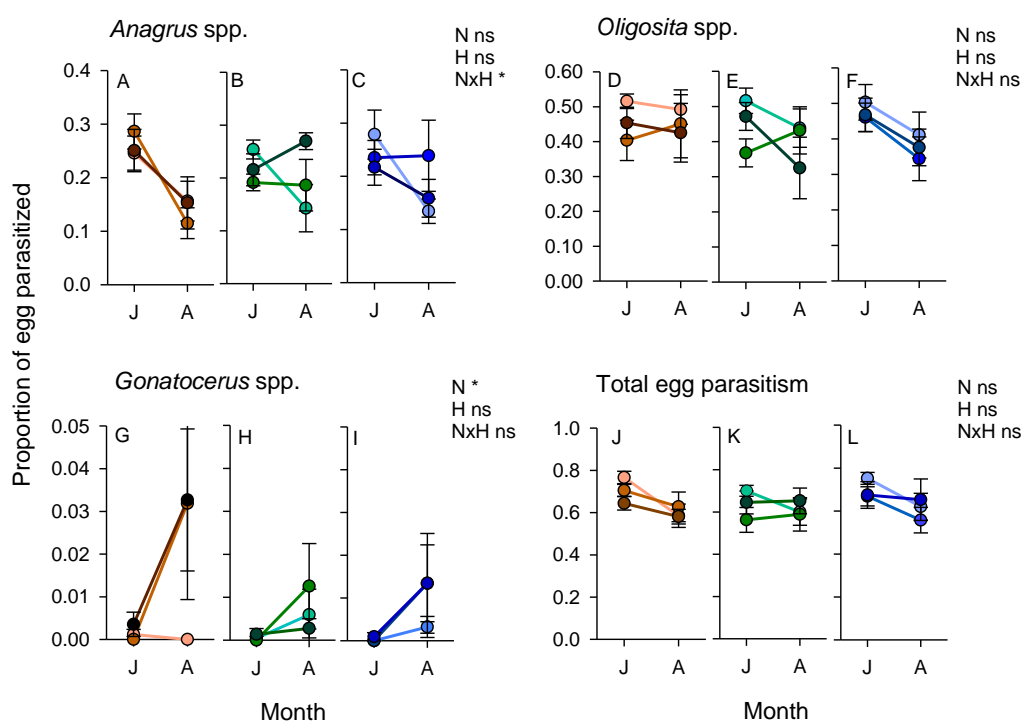 Anagrus spp.
N ns
H ns
NxH *
Oligosita spp.
N ns
H ns
NxH ns
Proportion of egg parasitized
0.4
0.3
0.2
0.1
0.0
A
B
C
J A
J A
J A
0.60
0.50
0.40
0.30
0.20
0.10
0.00
D
E
F
J A
J A
J A
Gonatocerus spp.
N *
H ns
NxH ns
Total egg parasitism
N ns
H ns
NxH ns
0.05
0.04
0.03
0.02
0.01
0.00
G
H
I
J A
J A
J A
Month
1.0
0.8
0.6
0.4
0.2
0.0
J
K
L
J A
J A
J A
Month